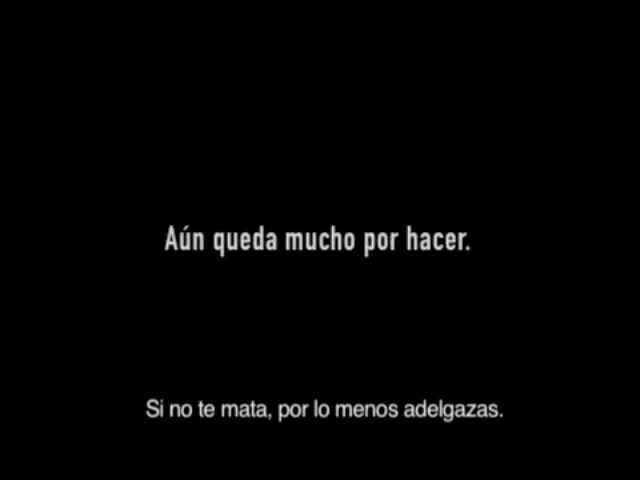 Aún queda mucho por hacer.
Si no te mata, por lo menos adelgazas.